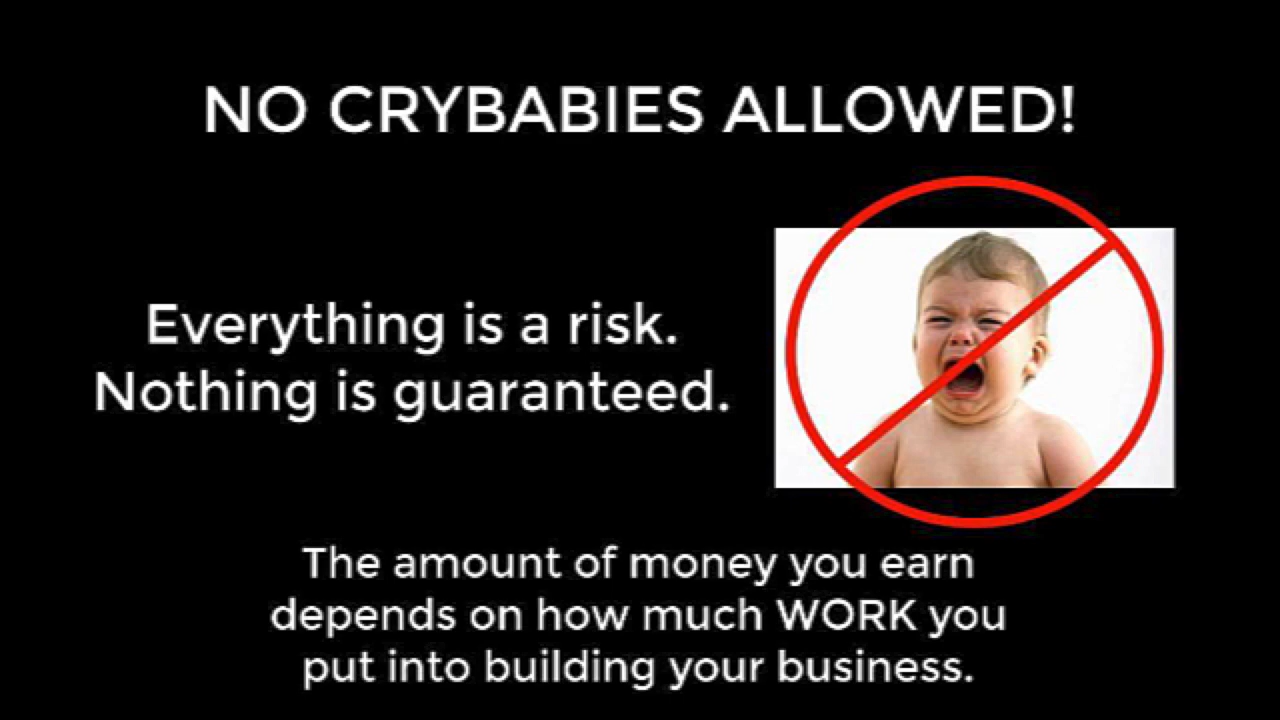 NO CRYBABIES ALLOWED!
Everything is a risk.
Nothing is guaranteed.
The amount of money you earn
depends on how much WORK you
put into building your business.